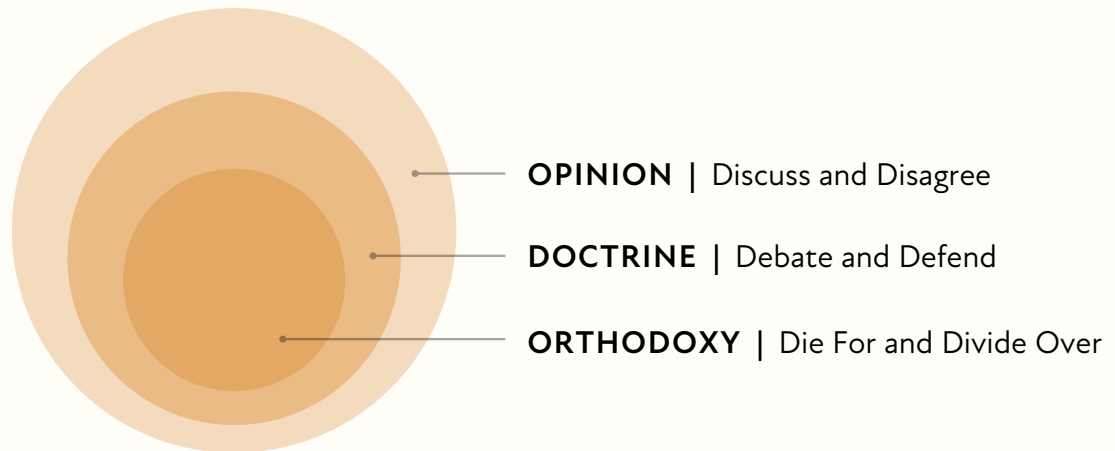 OPINION | Discuss and Disagree
DOCTRINE | Debate and Defend
ORTHODOXY | Die For and Divide Over